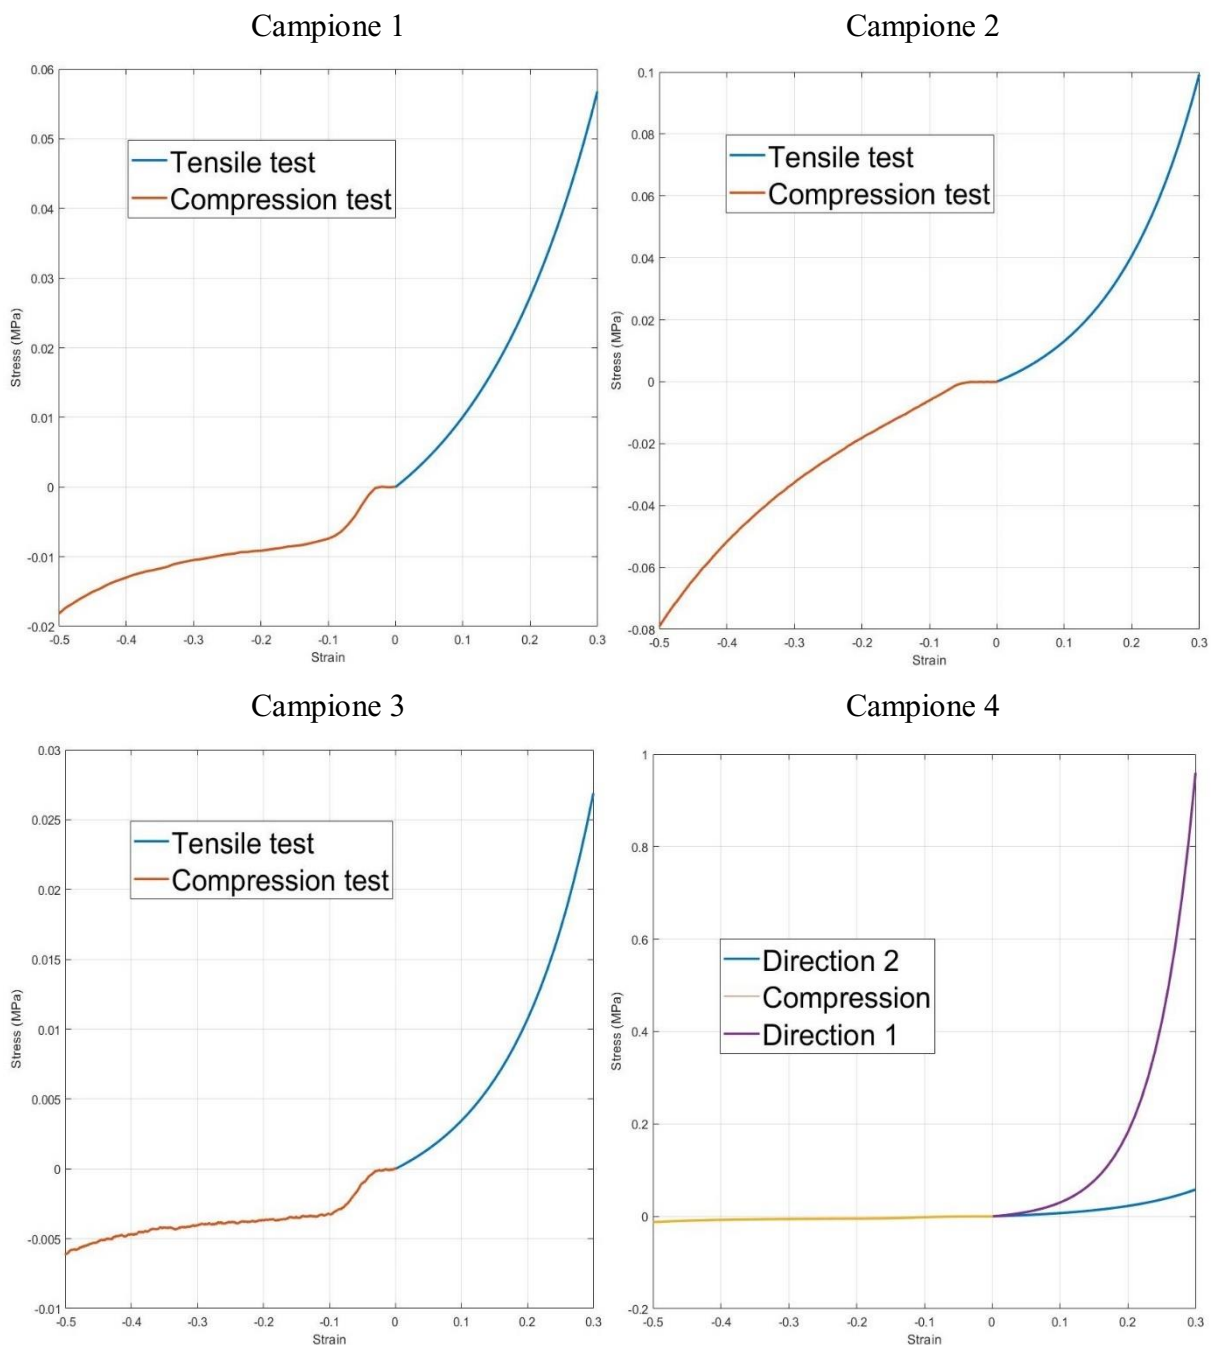 Campione 1
Campione 2
0.06
0.05
0.04
0.03
0.02
0.01
0
-0.01
-0.02
-0.5 -0.4 -0.3 -0.2 -0.1 0 0.1 0.2 0.3
Strain
Stress (MPa)
Tensile test
Compression test
0.1
0.08
0.06
0.04
0.02
0
-0.02
-0.04
-0.06
-0.08
-0.5 -0.4 -0.3 -0.2 -0.1 0 0.1 0.2 0.3
Strain
Stress (MPa)
Tensile test
Compression test
Campione 3
Campione 4
0.03
0.025
0.02
0.015
0.01
0.005
0
-0.005
-0.01
-0.5 -0.4 -0.3 -0.2 -0.1 0 0.1 0.2 0.3
Strain
Stress (MPa)
Tensile test
Compression test
1
0.8
0.6
0.4
0.2
0
-0.2
-0.5 -0.4 -0.3 -0.2 -0.1 0 0.1 0.2 0.3
Strain
Stress (MPa)
Direction 2
Compression
Direction 1